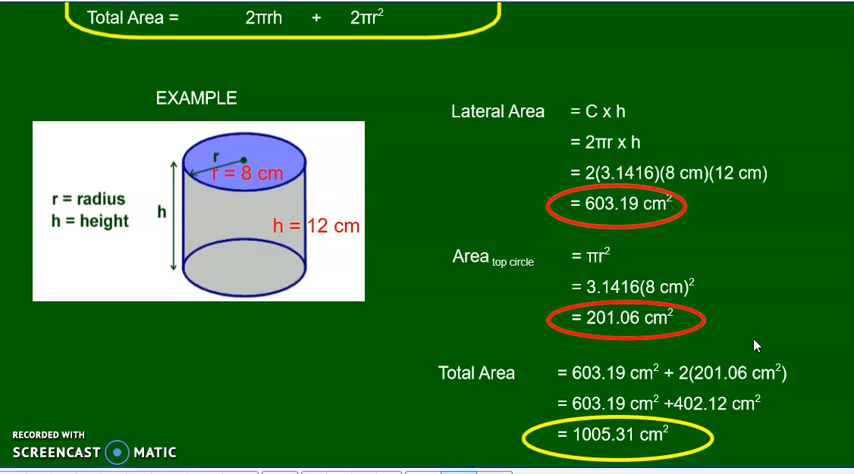 Total Area = 2πrh + 2πr²
EXAMPLE
r
r = 8 cm
r = radius
h = height
h
h = 12 cm
Lateral Area = C x h
= 2πr x h
= 2(3.1416)(8 cm)(12 cm)
= 603.19 cm²
Area top circle = πr²
= 3.1416(8 cm)²
= 201.06 cm²
Total Area = 603.19 cm² + 2(201.06 cm²)
= 603.19 cm² +402.12 cm²
= 1005.31 cm²
RECORDED WITH
SCREENCAST MATIC